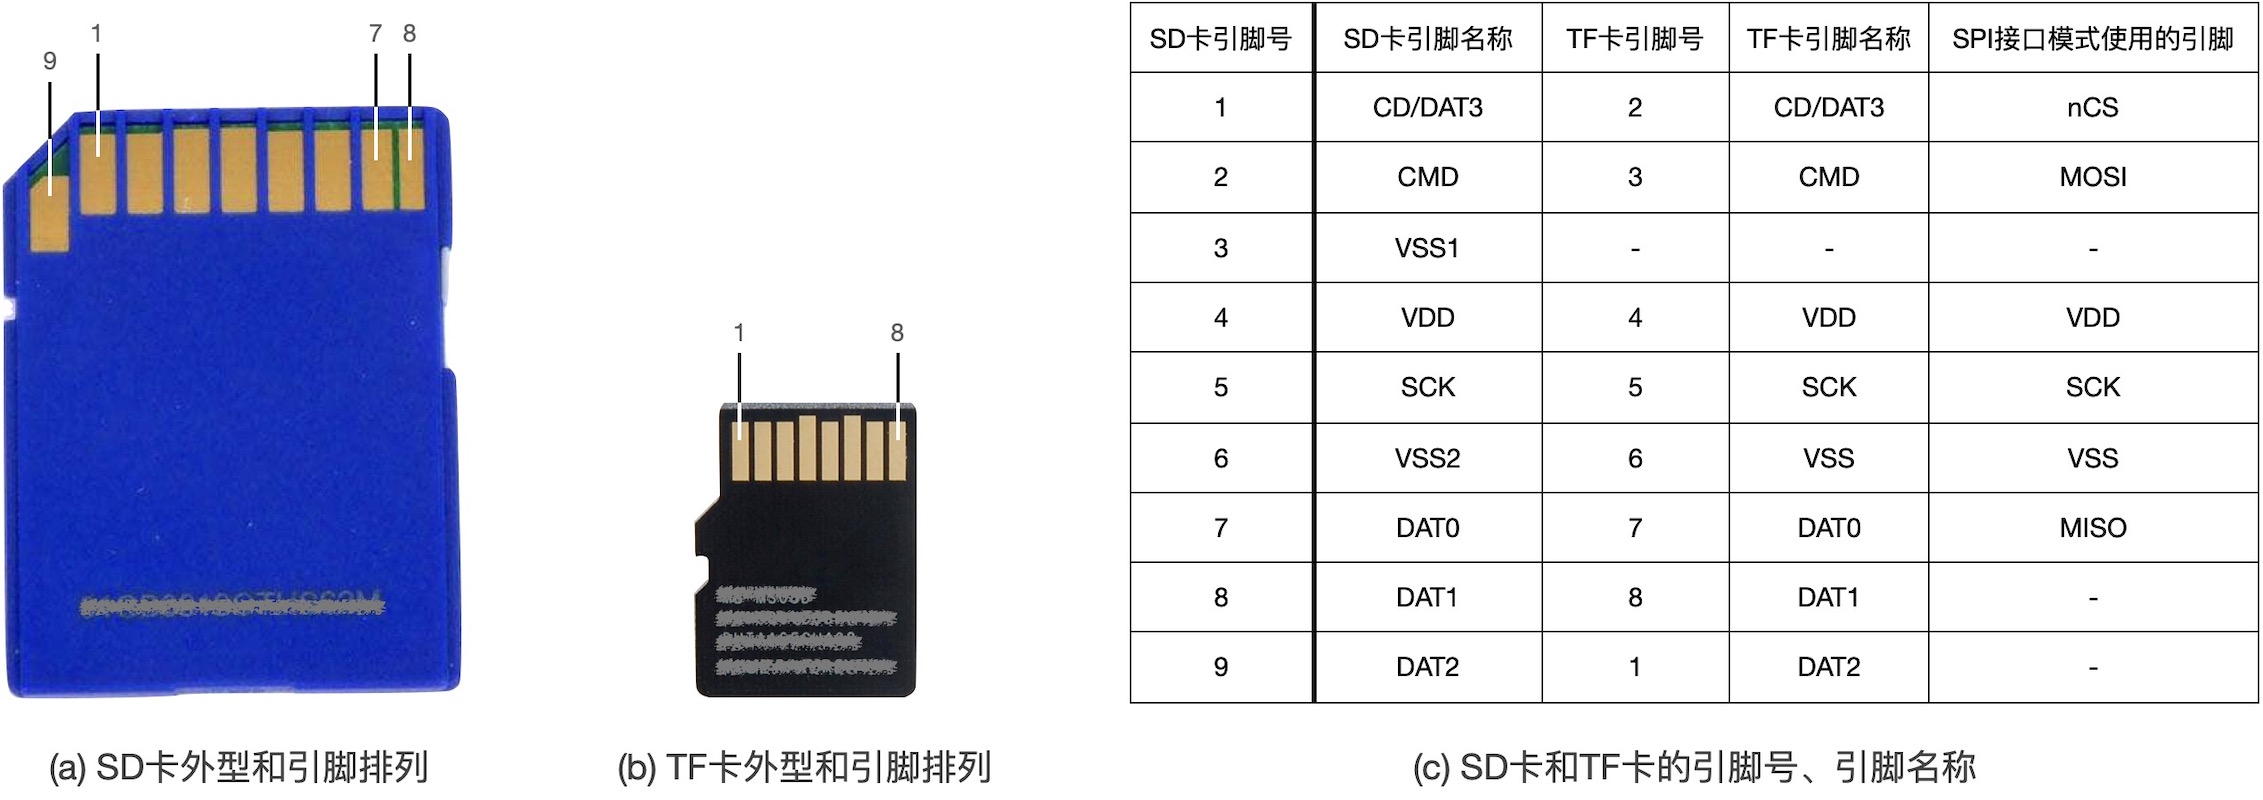 1
7
8
9
1
8
SD卡引脚号 SD卡引脚名称 TF卡引脚号 TF卡引脚名称 SPI接口模式使用的引脚
1 CD/DAT3 2 CD/DAT3 nCS
2 CMD 3 CMD MOSI
3 VSS1 - - -
4 VDD 4 VDD VDD
5 SCK 5 SCK SCK
6 VSS2 6 VSS VSS
7 DAT0 7 DAT0 MISO
8 DAT1 8 DAT1 -
9 DAT2 1 DAT2 -
(a) SD卡外型和引脚排列
(b) TF卡外型和引脚排列
(c) SD卡和TF卡的引脚号、引脚名称